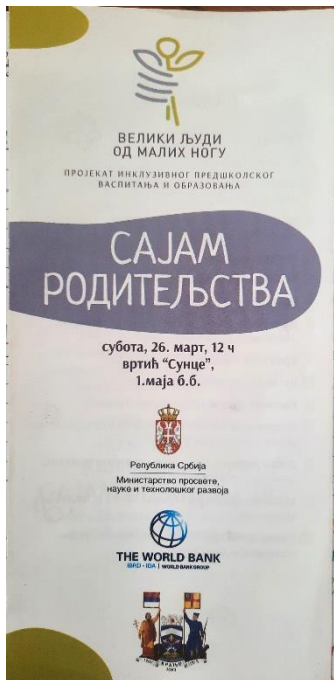 ВЕЛИКИ ЉУДИ
ОД МАЛИХ НОГУ
ПРОЈЕКАТ ИНКЛУЗИВНОГ ПРЕДШКОЛСКОГ
ВАСПИТАЊА И ОБРАЗОВАЊА
САЈАМ
РОДИТЕЉСТВА
субота, 26. март, 12 ч
вртић "Сунце",
1.маја б.б.
Република Србија
Министарство просвете,
науке и технолошког развоја
THE WORLD BANK
IBRD • IDA | WORLD BANK GROUP